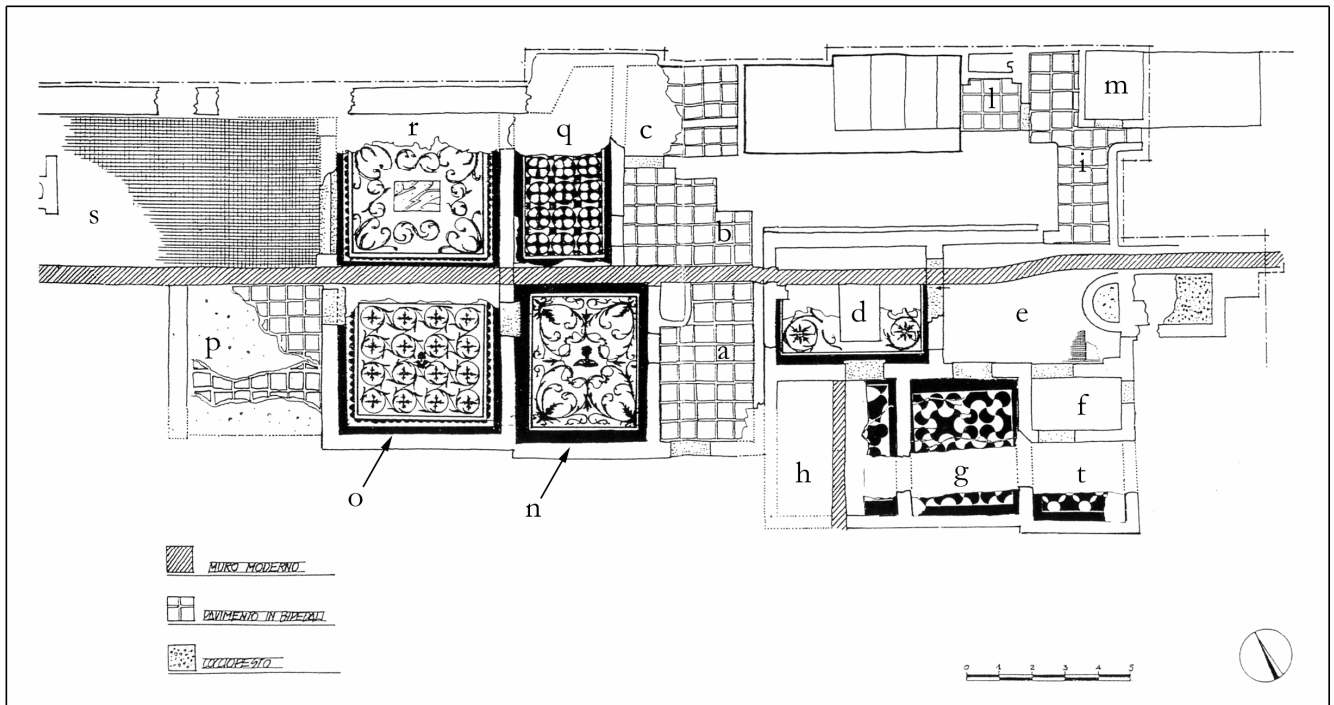 m
l
r
q
c
i
s
b
d
e
p
a
f
h
g
t
o
n
MURO MODERNO
PAVIMENTO IN BIPEDALI
COCCIOPESTO
0 1 2 3 4 5